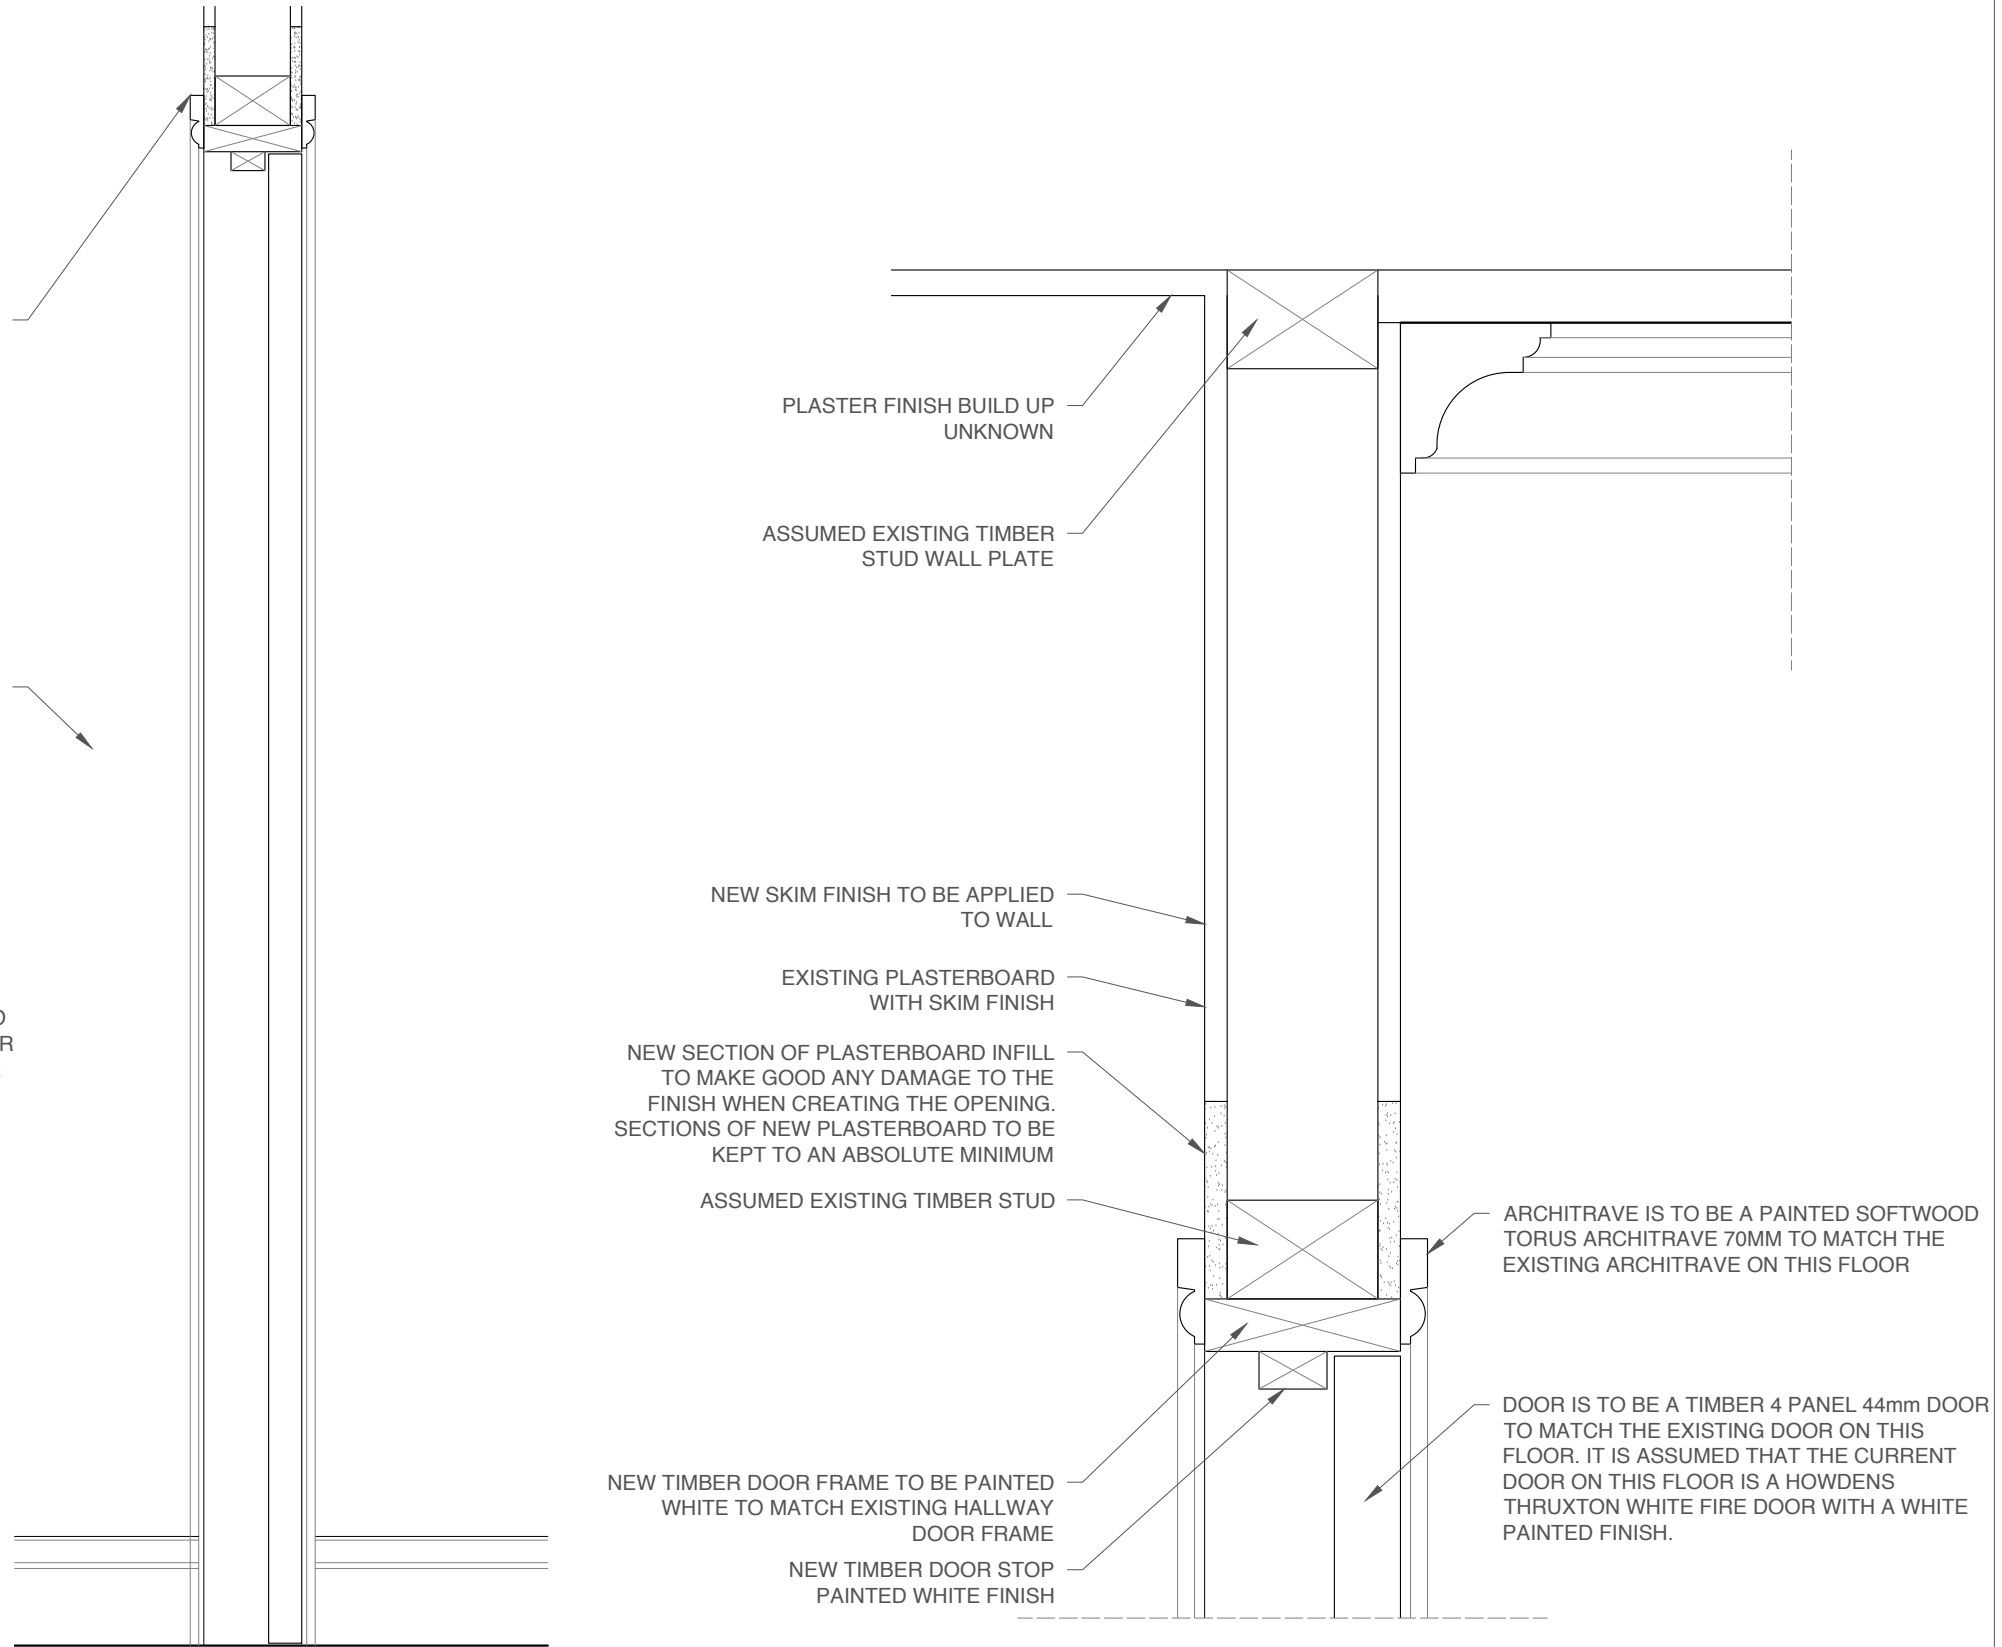 PLASTER FINISH BUILD UP
UNKNOWN
ASSUMED EXISTING TIMBER
STUD WALL PLATE
NEW SKIM FINISH TO BE APPLIED
TO WALL
EXISTING PLASTERBOARD
WITH SKIM FINISH
NEW SECTION OF PLASTERBOARD INFILL
TO MAKE GOOD ANY DAMAGE TO THE
FINISH WHEN CREATING THE OPENING.
SECTIONS OF NEW PLASTERBOARD TO BE
KEPT TO AN ABSOLUTE MINIMUM
ASSUMED EXISTING TIMBER STUD
NEW TIMBER DOOR FRAME TO BE PAINTED
WHITE TO MATCH EXISTING HALLWAY
DOOR FRAME
NEW TIMBER DOOR STOP
PAINTED WHITE FINISH
ARCHITRAVE IS TO BE A PAINTED SOFTWOOD
TORUS ARCHITRAVE 70MM TO MATCH THE
EXISTING ARCHITRAVE ON THIS FLOOR
DOOR IS TO BE A TIMBER 4 PANEL 44mm DOOR
TO MATCH THE EXISTING DOOR ON THIS
FLOOR. IT IS ASSUMED THAT THE CURRENT
DOOR ON THIS FLOOR IS A HOWDENS
THRUXTON WHITE FIRE DOOR WITH A WHITE
PAINTED FINISH.